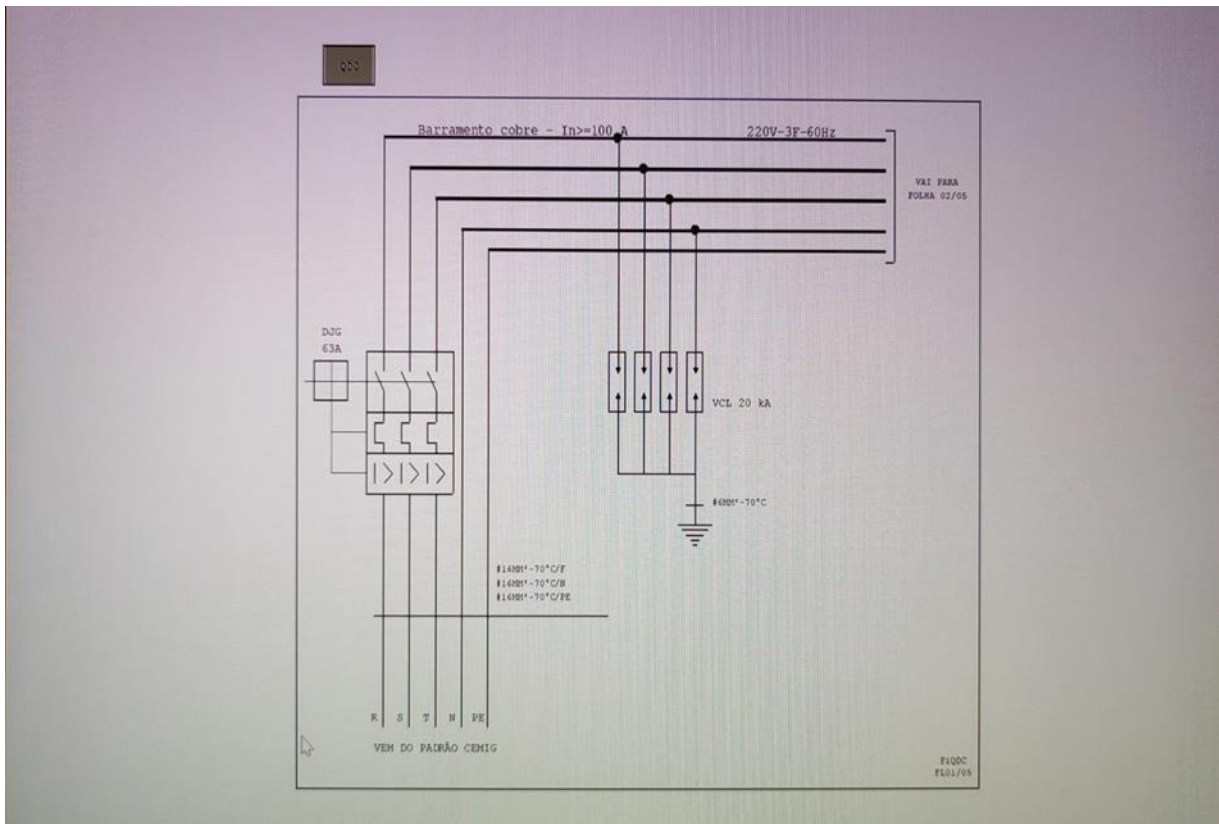 QDC
Barramento cobre - In>=100 A
220V-3F-60Hz
VAI PARA
FOLHA 02/05
DJG
63A
VCL 20 kA
#6MM²-70°C
#16MM²-70°C/F
#16MM²-70°C/N
#16MM²-70°C/PE
R S T N PE
VEM DO PADRÃO CEMIG
F1QDC
FL01/05